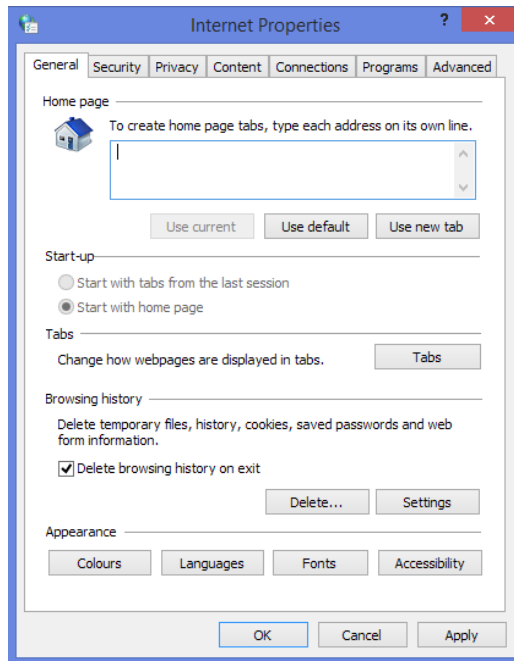 Internet Properties
?
General Security Privacy Content Connections Programs Advanced
Home page
To create home page tabs, type each address on its own line.
Use current Use default Use new tab
Start-up
Start with tabs from the last session
Start with home page
Tabs
Change how webpages are displayed in tabs. Tabs
Browsing history
Delete temporary files, history, cookies, saved passwords and web
form information.
Delete browsing history on exit
Delete... Settings
Appearance
Colours Languages Fonts Accessibility
OK Cancel Apply